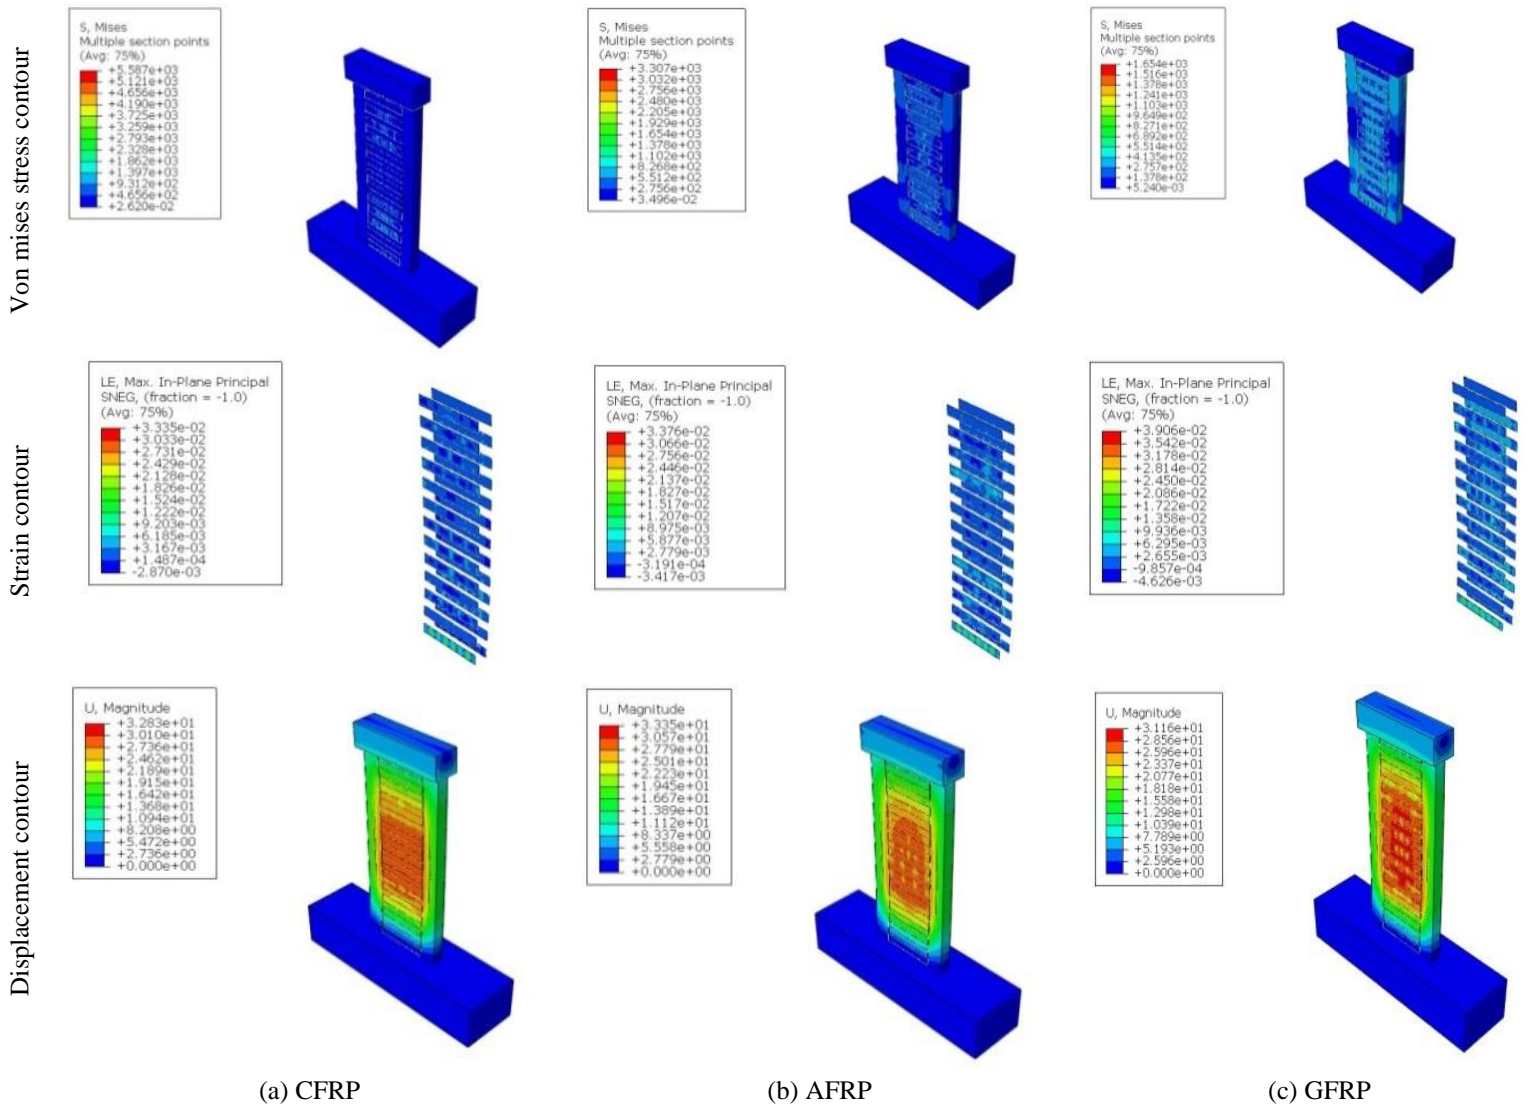 Von mises stress contour
S, Mises
Multiple section points
(Avg: 75%)
+5.587e+03
+5.121e+03
+4.656e+03
+4.190e+03
+3.725e+03
+3.259e+03
+2.793e+03
+2.328e+03
+1.862e+03
+1.397e+03
+9.312e+02
+4.656e+02
+2.620e-02
S, Mises
Multiple section points
(Avg: 75%)
+3.307e+03
+3.032e+03
+2.756e+03
+2.480e+03
+2.205e+03
+1.929e+03
+1.654e+03
+1.378e+03
+1.102e+03
+8.268e+02
+5.512e+02
+2.756e+02
+3.496e-02
S, Mises
Multiple section points
(Avg: 75%)
+1.654e+03
+1.516e+03
+1.378e+03
+1.241e+03
+1.103e+03
+9.649e+02
+8.271e+02
+6.892e+02
+5.514e+02
+4.135e+02
+2.757e+02
+1.378e+02
+5.240e-03
Strain contour
LE, Max. In-Plane Principal
SNEG, (fraction = -1.0)
(Avg: 75%)
+3.335e-02
+3.033e-02
+2.731e-02
+2.429e-02
+2.128e-02
+1.826e-02
+1.524e-02
+1.222e-02
+9.203e-03
+6.185e-03
+3.167e-03
+1.487e-04
-2.870e-03
LE, Max. In-Plane Principal
SNEG, (fraction = -1.0)
(Avg: 75%)
+3.376e-02
+3.066e-02
+2.756e-02
+2.446e-02
+2.137e-02
+1.827e-02
+1.517e-02
+1.207e-02
+8.975e-03
+5.877e-03
+2.779e-03
-3.191e-04
-3.417e-03
LE, Max. In-Plane Principal
SNEG, (fraction = -1.0)
(Avg: 75%)
+3.906e-02
+3.542e-02
+3.178e-02
+2.814e-02
+2.450e-02
+2.086e-02
+1.722e-02
+1.358e-02
+9.936e-03
+6.295e-03
+2.655e-03
-9.857e-04
-4.626e-03
Displacement contour
U, Magnitude
+3.283e+01
+3.010e+01
+2.736e+01
+2.462e+01
+2.189e+01
+1.915e+01
+1.642e+01
+1.368e+01
+1.094e+01
+8.208e+00
+5.472e+00
+2.736e+00
+0.000e+00
U, Magnitude
+3.335e+01
+3.057e+01
+2.779e+01
+2.501e+01
+2.223e+01
+1.945e+01
+1.667e+01
+1.389e+01
+1.112e+01
+8.337e+00
+5.558e+00
+2.779e+00
+0.000e+00
U, Magnitude
+3.116e+01
+2.856e+01
+2.596e+01
+2.337e+01
+2.077e+01
+1.818e+01
+1.558e+01
+1.298e+01
+1.039e+01
+7.789e+00
+5.193e+00
+2.596e+00
+0.000e+00
(a) CFRP
(b) AFRP
(c) GFRP